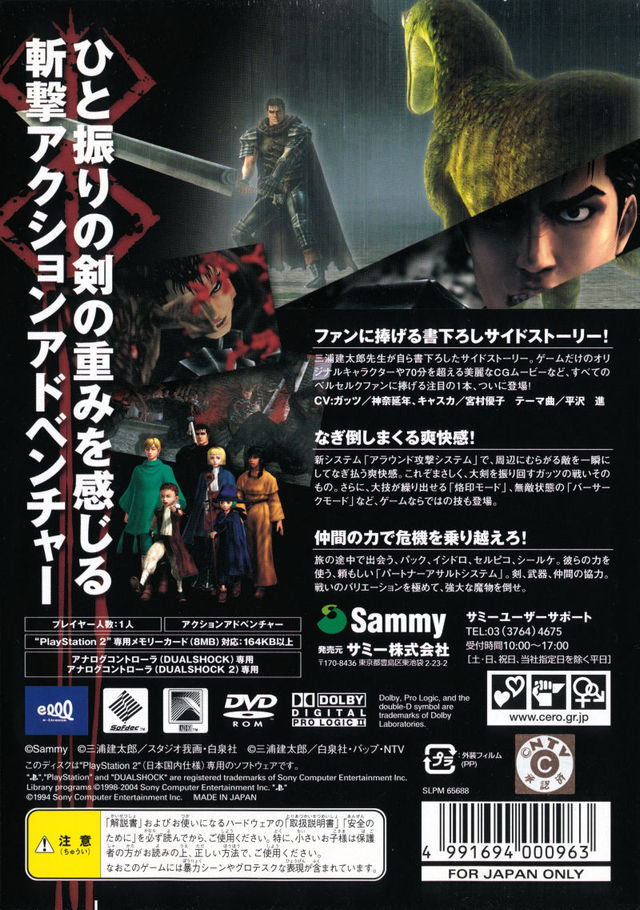 ひと振りの剣の重みを感じる
斬撃アクションアドベンチャー
ファンに捧げる書下ろしサイドストーリー!
三浦建太郎先生が自ら書下ろしたサイドストーリー。ゲームだけのオリ
ジナルキャラクターや70分を超える美麗なCGムービーなど、すべての
ベルセルクファンに捧げる注目の1本、ついに登場!
CV:ガッツ/神奈延年、キャスカ/宮村優子 テーマ曲/平沢 進
なぎ倒しまくる爽快感!
新システム「アラウンド攻撃システム」で、周辺にむらがる敵を一瞬に
してなぎ払う爽快感。これぞまさしく、大剣を振り回すガッツの戦いその
もの。さらに、大技が繰り出せる「烙印モード」、無敵状態の「バーサー
クモード」など、ゲームならではの技も登場。
仲間の力で危機を乗り越えろ!
旅の途中で出会う、パック、イシドロ、セルピコ、シールケ。彼らの力を
使う、頼もしい「パートナーアサルトシステム」。剣、武器、仲間の協力。
戦いのバリエーションを極めて、強大な魔物を倒せ。
プレイヤー人数:1人
アクションアドベンチャー
"PlayStation 2"専用メモリーカード(8MB)対応:164KB以上
アナログコントローラ(DUALSHOCK)専用
アナログコントローラ(DUALSHOCK 2)専用
Sammy
発売元 サミー株式会社
〒170-8436 東京都豊島区東池袋 2-23-2
サミーユーザーサポート
TEL:03(3764)4675
受付時間10:00〜17:00
[土・日、祝、当社指定日を除く平日]
Sofdec
DVD
ROM
DOLBY
DIGITAL
PRO LOGIC II
Dolby, Pro Logic, and the
double-D symbol are
trademarks of Dolby
Laboratories.
www.cero.gr.jp
©Sammy ©三浦建太郎/スタジオ我画・白泉社 ©三浦建太郎/白泉社・バップ・NTV
このディスクは"PlayStation 2"(日本国内仕様)専用のソフトウェアです。
"PlayStation" and "DUALSHOCK" are registered trademarks of Sony Computer Entertainment Inc.
Library programs ©1998-2004 Sony Computer Entertainment Inc.
©1994 Sony Computer Entertainment Inc. MADE IN JAPAN
プラ
:外装フィルム
(PP)
SLPM 65688
NTV
C
承認済
注意
(ちゅうい)
「解説書」およびお使いになるハードウェアの「取扱説明書」「安全の
ために」を必ず読んでから、ご使用ください。特に、小さいお子様は保護
者の方がお読みの上、正しい方法で、ご使用ください。
なおこのゲームには暴力シーンやグロテスクな表現が含まれています。
4 991694 000963
FOR JAPAN ONLY